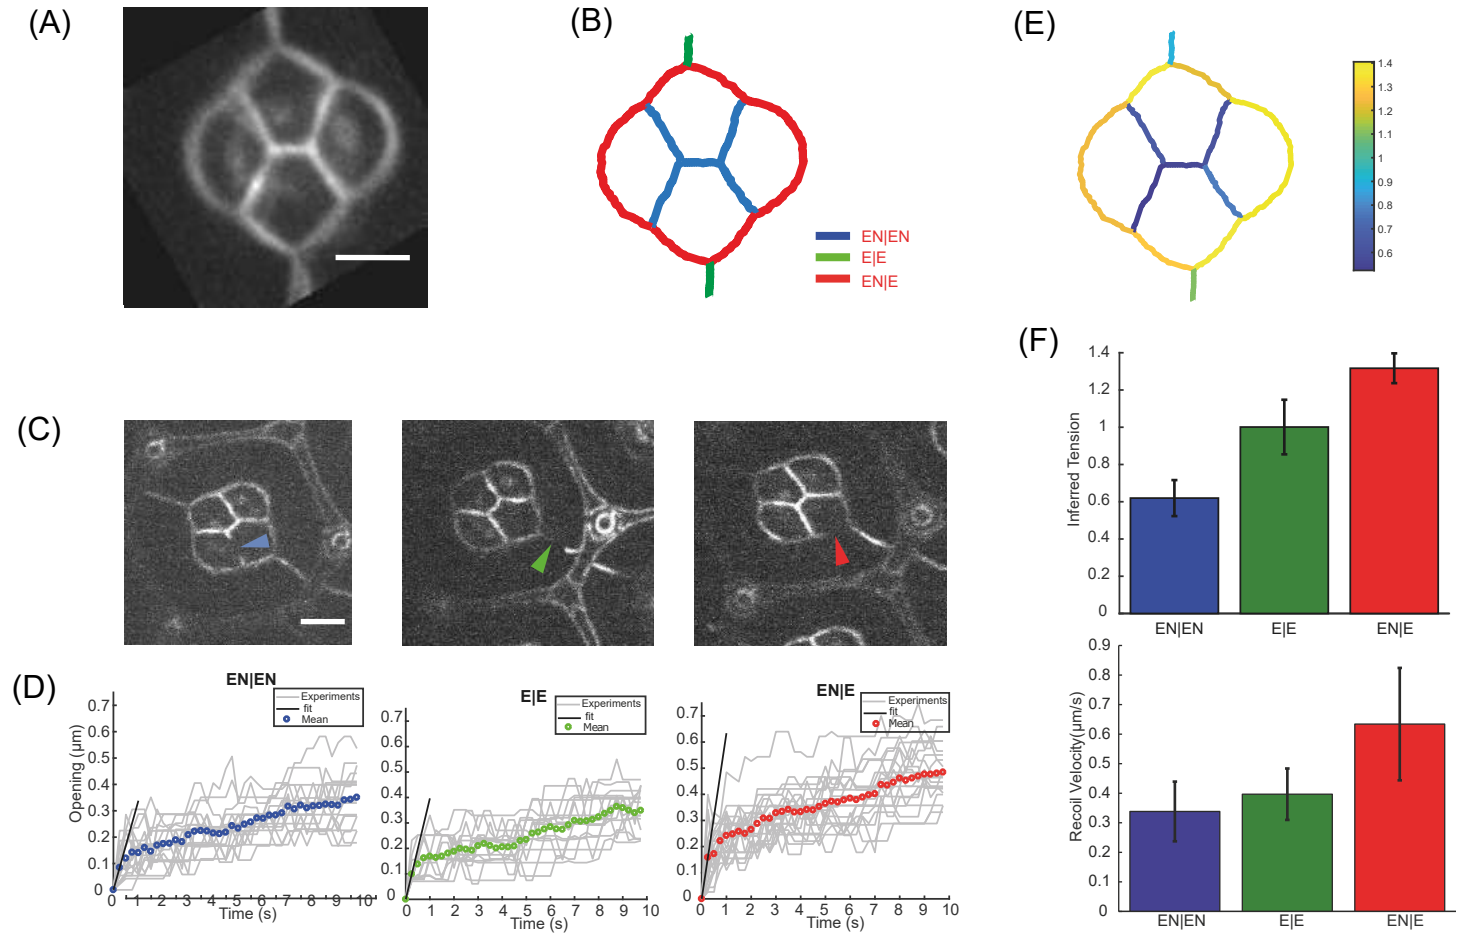 (A)
(B)
EN|EN
E|E
EN|E
(E)
1.4
1.3
1.2
1.1
1
0.9
0.8
0.7
0.6
(C)
(D)
EN|EN
Experiments
fit
Mean
Opening (µm)
0.7
0.6
0.5
0.4
0.3
0.2
0.1
0
0 1 2 3 4 5 6 7 8 9 10
Time (s)
E|E
Experiments
fit
Mean
0.7
0.6
0.5
0.4
0.3
0.2
0.1
0
0 1 2 3 4 5 6 7 8 9 10
Time (s)
EN|E
Experiments
fit
Mean
0.7
0.6
0.5
0.4
0.3
0.2
0.1
0
0 1 2 3 4 5 6 7 8 9 10
Time (s)
(F)
Inferred Tension
1.4
1.2
1
0.8
0.6
0.4
0.2
0
EN|EN E|E EN|E
Recoil Velocity(µm/s)
0.9
0.8
0.7
0.6
0.5
0.4
0.3
0.2
0.1
0
EN|EN E|E EN|E